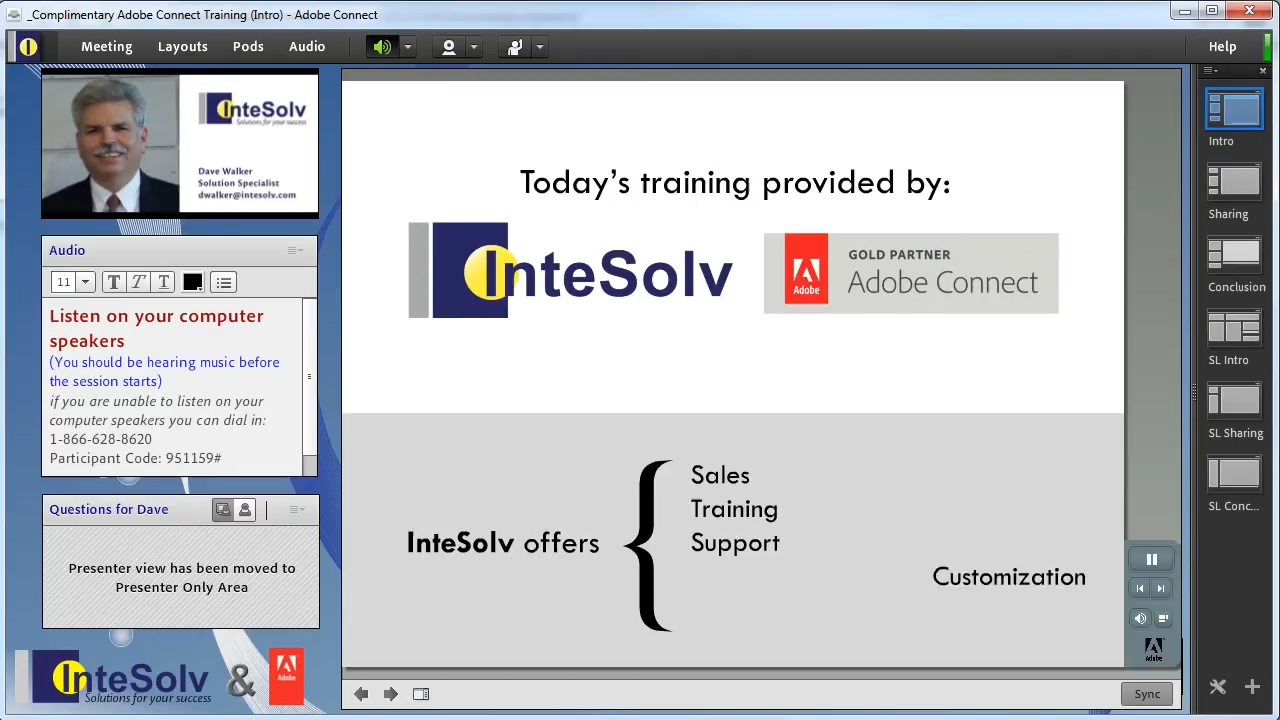 _Complimentary Adobe Connect Training (Intro) - Adobe Connect
Meeting Layouts Pods Audio Help
InteSolv
Solutions for your success
Dave Walker
Solution Specialist
dwalker@intesolv.com
Audio
11 T T T
Listen on your computer
speakers
(You should be hearing music before
the session starts)
if you are unable to listen on your
computer speakers you can dial in:
1-866-628-8620
Participant Code: 951159#
Questions for Dave
Presenter view has been moved to
Presenter Only Area
InteSolv & Adobe
Solutions for your success
Today's training provided by:
InteSolv
Adobe
GOLD PARTNER
Adobe Connect
InteSolv offers
Sales
Training
Support
Customization
Adobe
Sync
Intro
Sharing
Conclusion
SL Intro
SL Sharing
SL Conc...